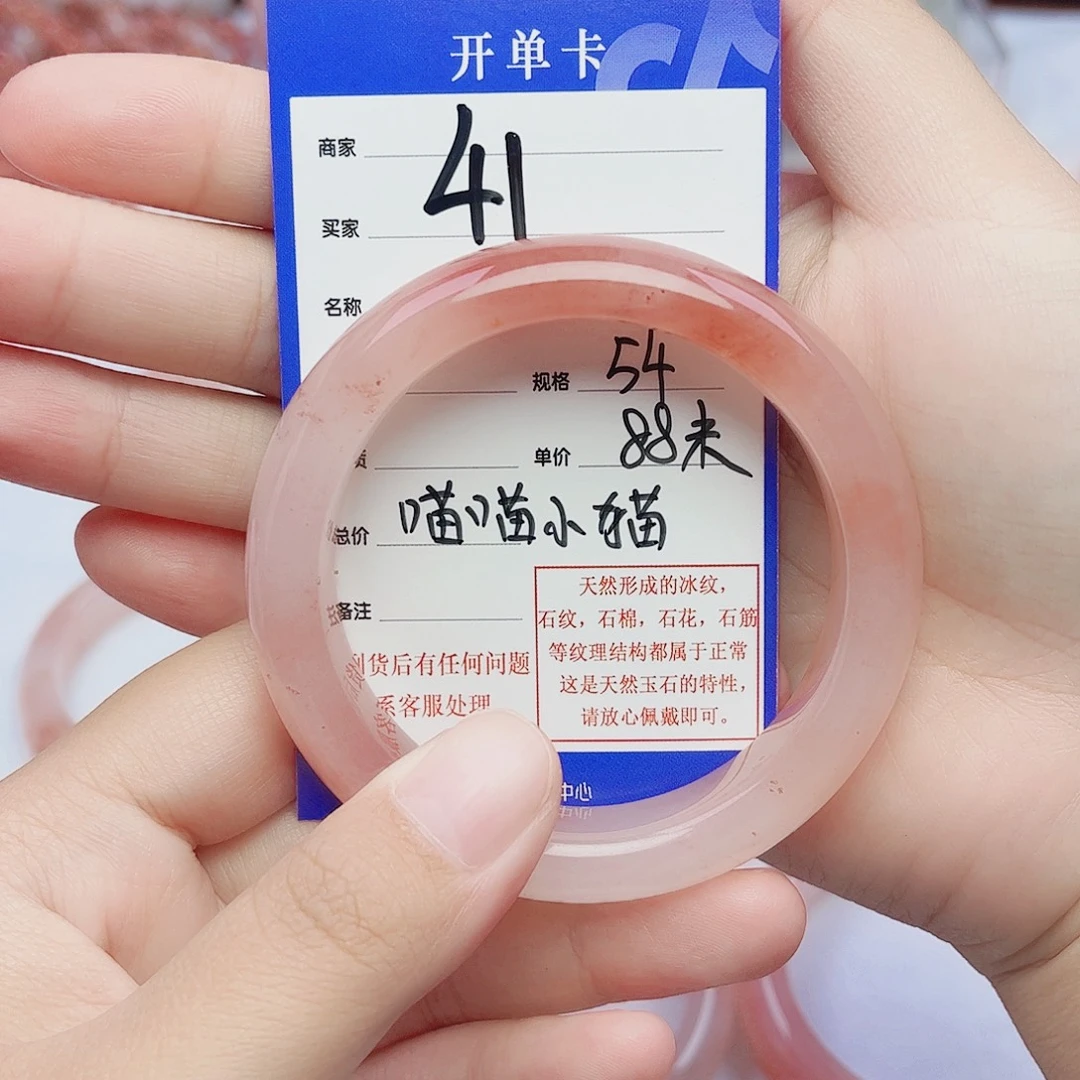 开单卡
商家
41
买家
名称
规格 54
单价 88米
总价 喵喵小猫
备注
天然形成的冰纹，
石纹，石棉，石花，石筋
等纹理结构都属于正常
这是天然玉石的特性，
请放心佩戴即可。
到货后有任何问题
系客服处理
中心